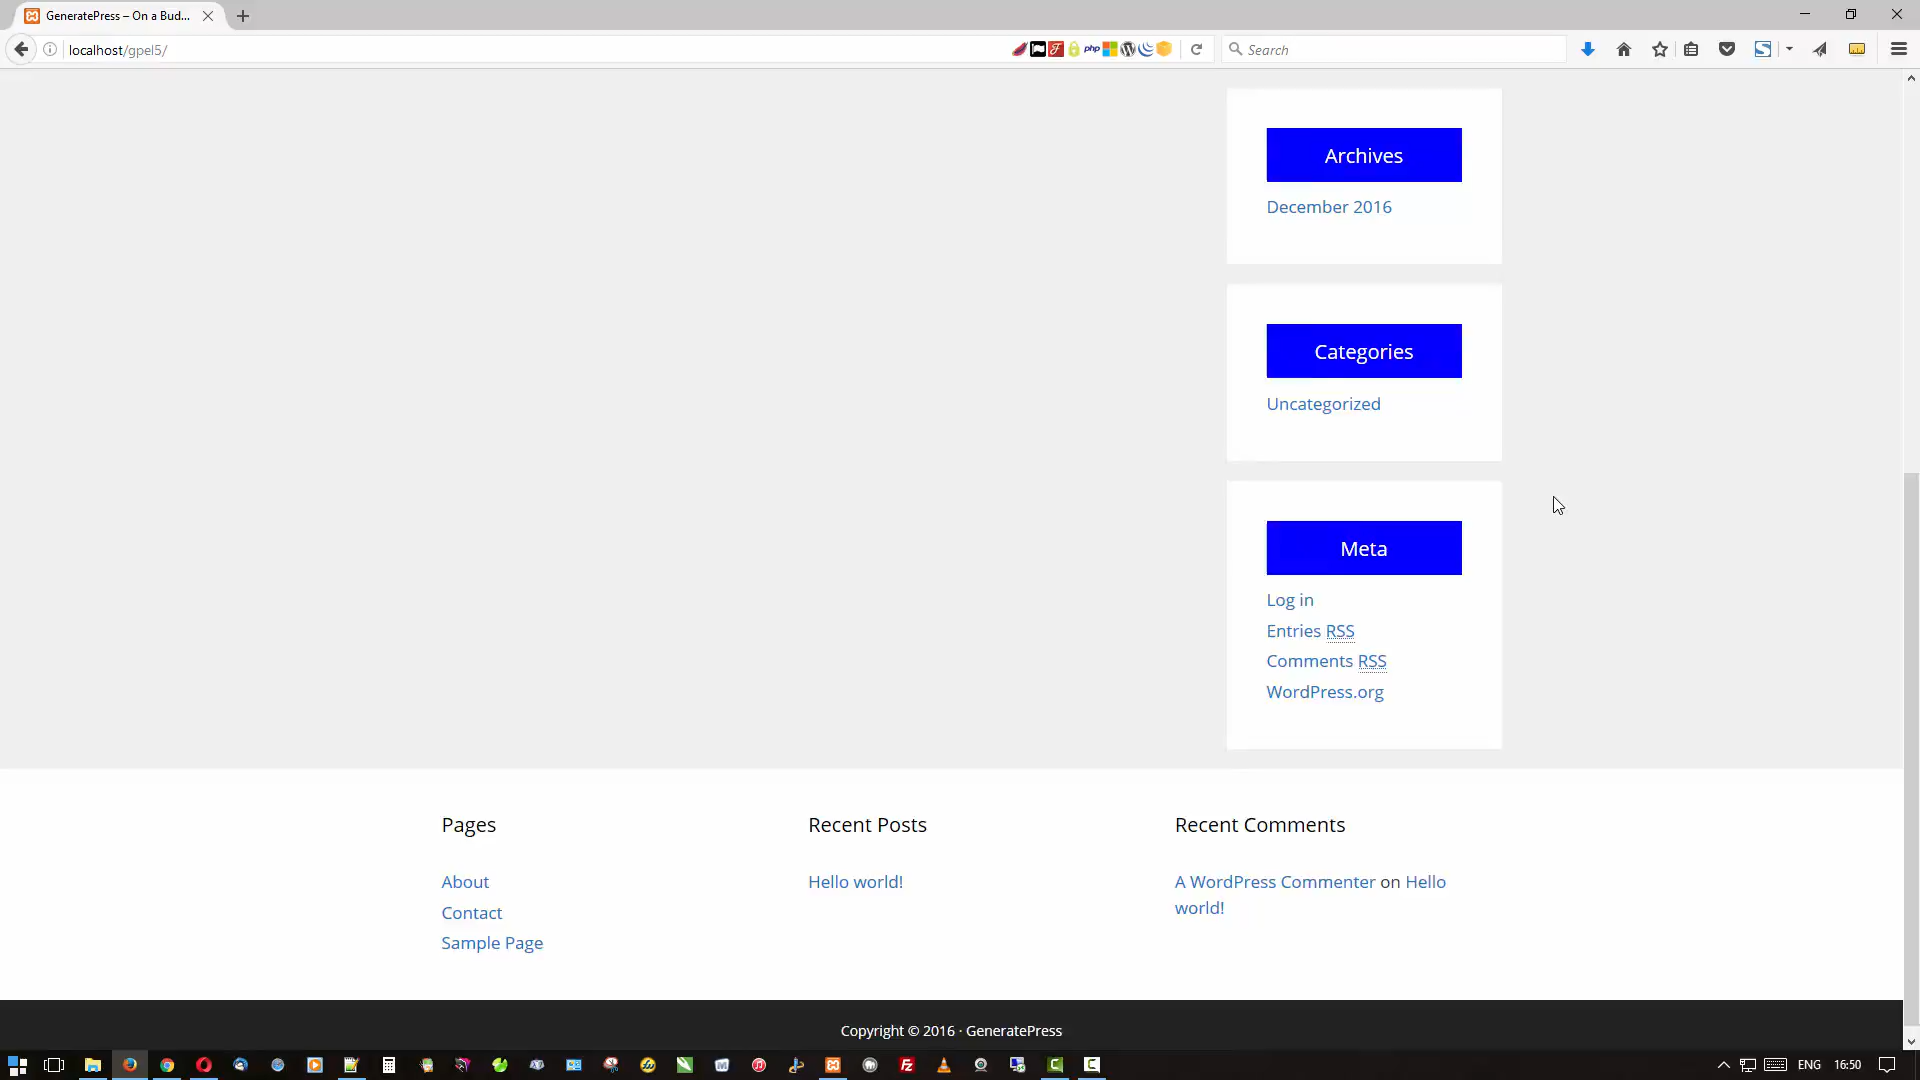 GeneratePress – On a Bud...
localhost/gpel5/
php
Search
Archives
December 2016
Categories
Uncategorized
Meta
Log in
Entries RSS
Comments RSS
WordPress.org
Pages
Recent Posts
Recent Comments
About
Hello world!
A WordPress Commenter on Hello
world!
Contact
Sample Page
Copyright © 2016 · GeneratePress
ENG
16:50